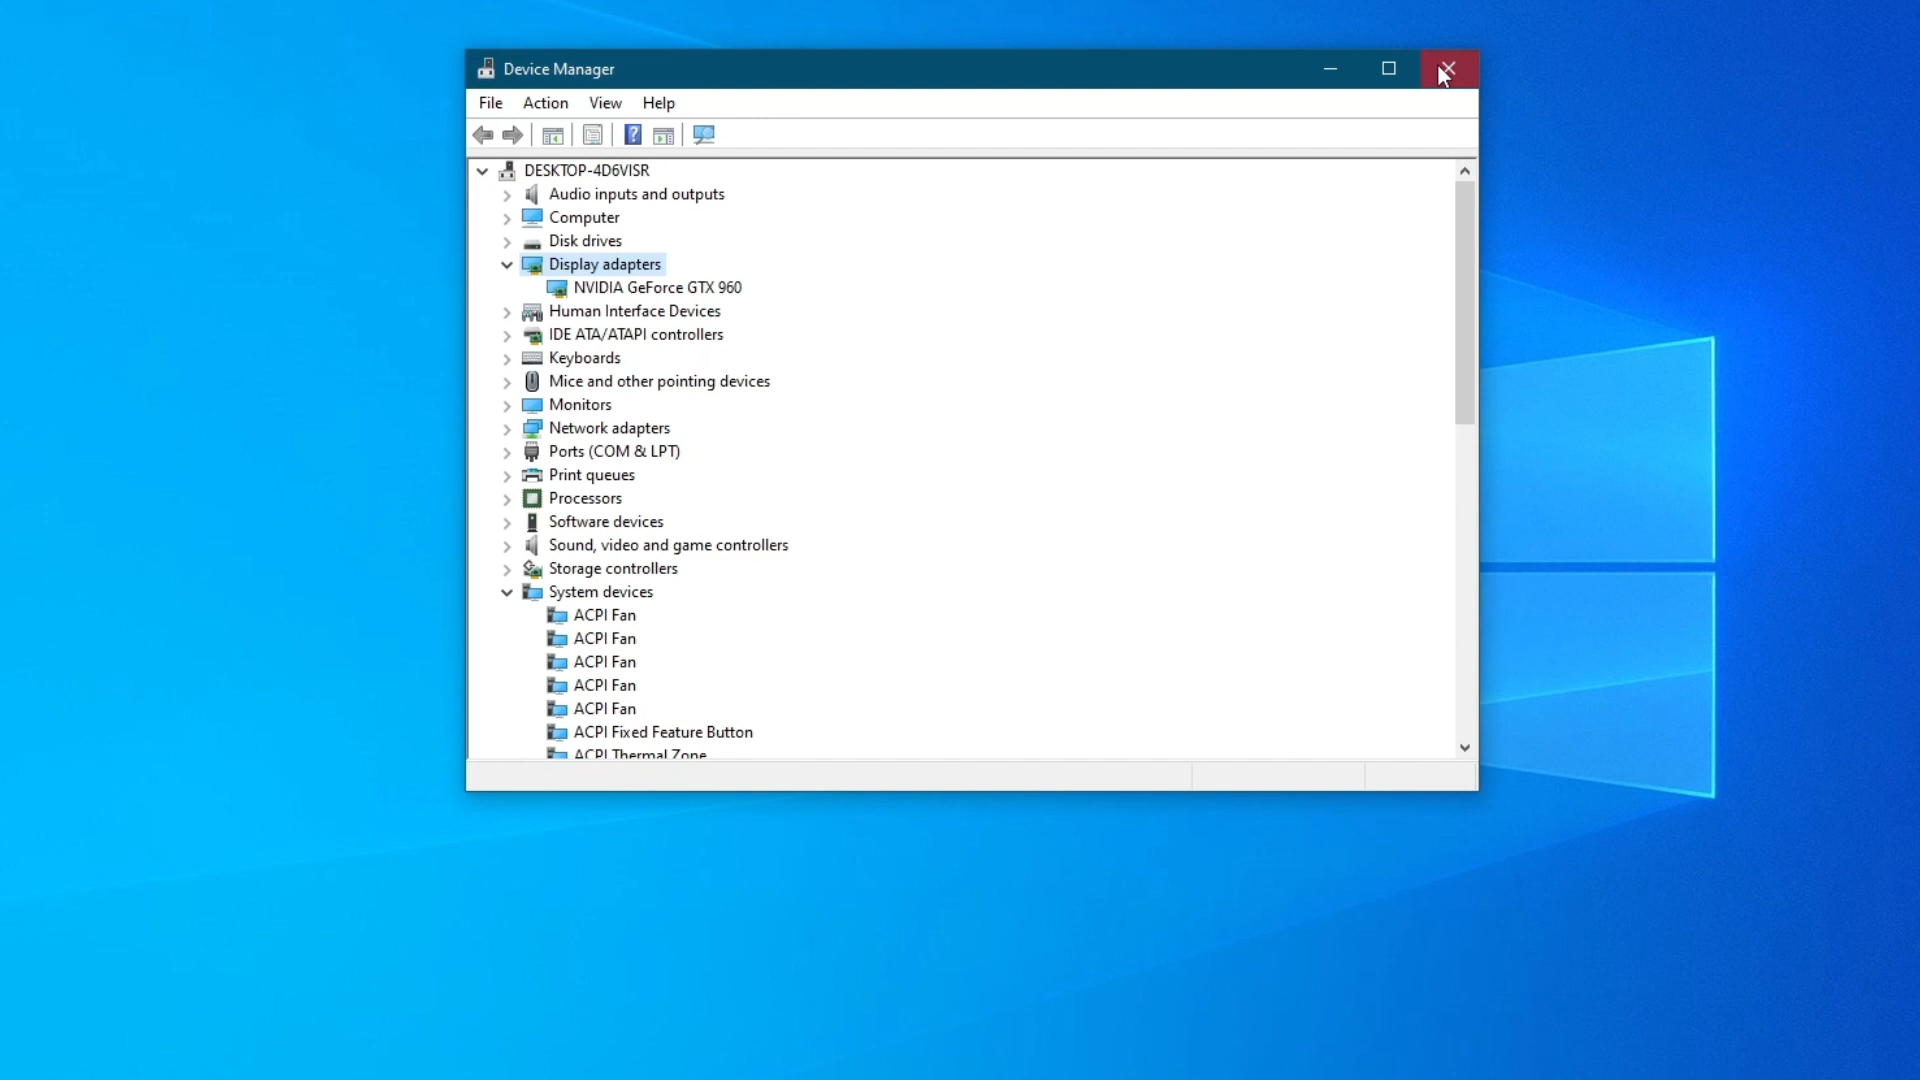 Device Manager
File Action View Help
DESKTOP-4D6VISR
Audio inputs and outputs
Computer
Disk drives
Display adapters
NVIDIA GeForce GTX 960
Human Interface Devices
IDE ATA/ATAPI controllers
Keyboards
Mice and other pointing devices
Monitors
Network adapters
Ports (COM & LPT)
Print queues
Processors
Software devices
Sound, video and game controllers
Storage controllers
System devices
ACPI Fan
ACPI Fan
ACPI Fan
ACPI Fan
ACPI Fan
ACPI Fixed Feature Button
ACPI Thermal Zone